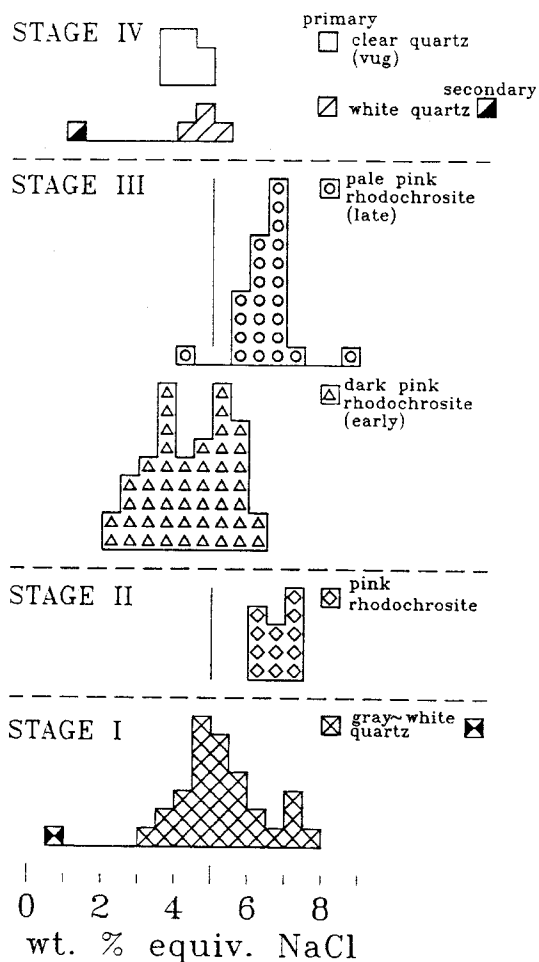 STAGE IV
primary
clear quartz
(vug)
secondary
white quartz
STAGE III
pale pink
rhodochrosite
(late)
dark pink
rhodochrosite
(early)
STAGE II
pink
rhodochrosite
STAGE I
gray~white
quartz
0 2 4 6 8
wt. % equiv. NaCl